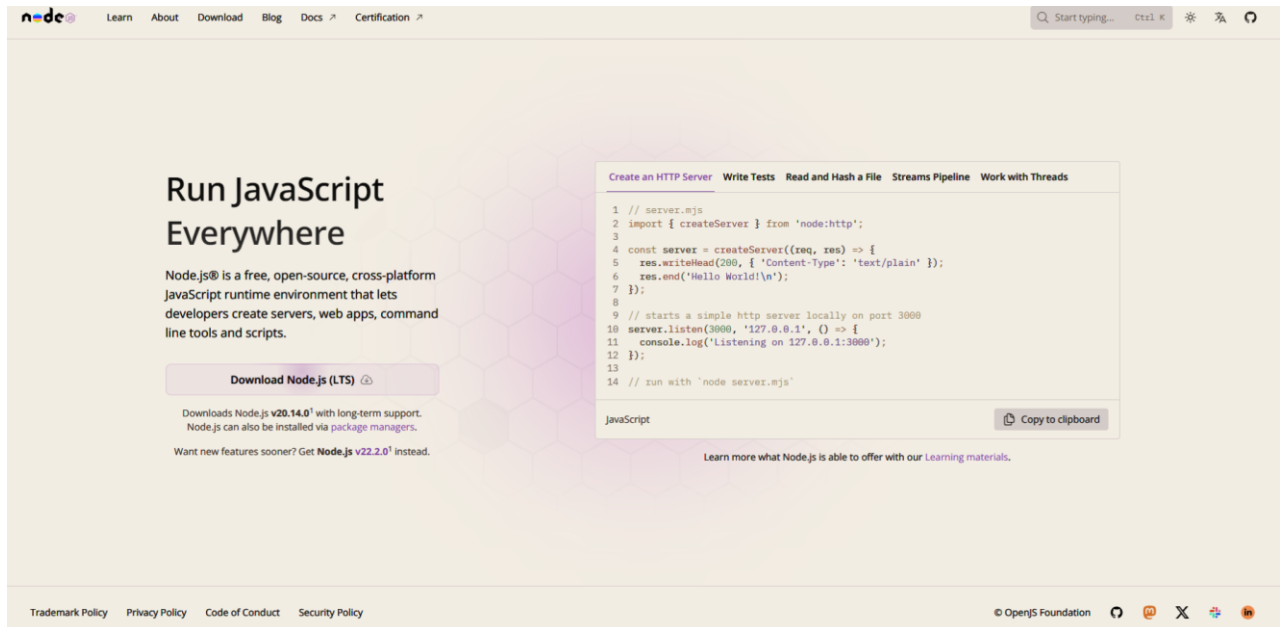 node
Learn About Download Blog Docs ↗ Certification ↗
Start typing... Ctrl K
Run JavaScript
Everywhere
Node.js® is a free, open-source, cross-platform
JavaScript runtime environment that lets
developers create servers, web apps, command
line tools and scripts.
Download Node.js (LTS)
Downloads Node.js v20.14.0¹ with long-term support.
Node.js can also be installed via package managers.
Want new features sooner? Get Node.js v22.2.0¹ instead.
Create an HTTP Server Write Tests Read and Hash a File Streams Pipeline Work with Threads
1 // server.mjs
2 import { createServer } from 'node:http';
3
4 const server = createServer((req, res) => {
5   res.writeHead(200, { 'Content-Type': 'text/plain' });
6   res.end('Hello World!\n');
7 });
8
9 // starts a simple http server locally on port 3000
10 server.listen(3000, '127.0.0.1', () => {
11   console.log('Listening on 127.0.0.1:3000');
12 });
13
14 // run with `node server.mjs`
JavaScript Copy to clipboard
Learn more what Node.js is able to offer with our Learning materials.
Trademark Policy Privacy Policy Code of Conduct Security Policy
© OpenJS Foundation
in